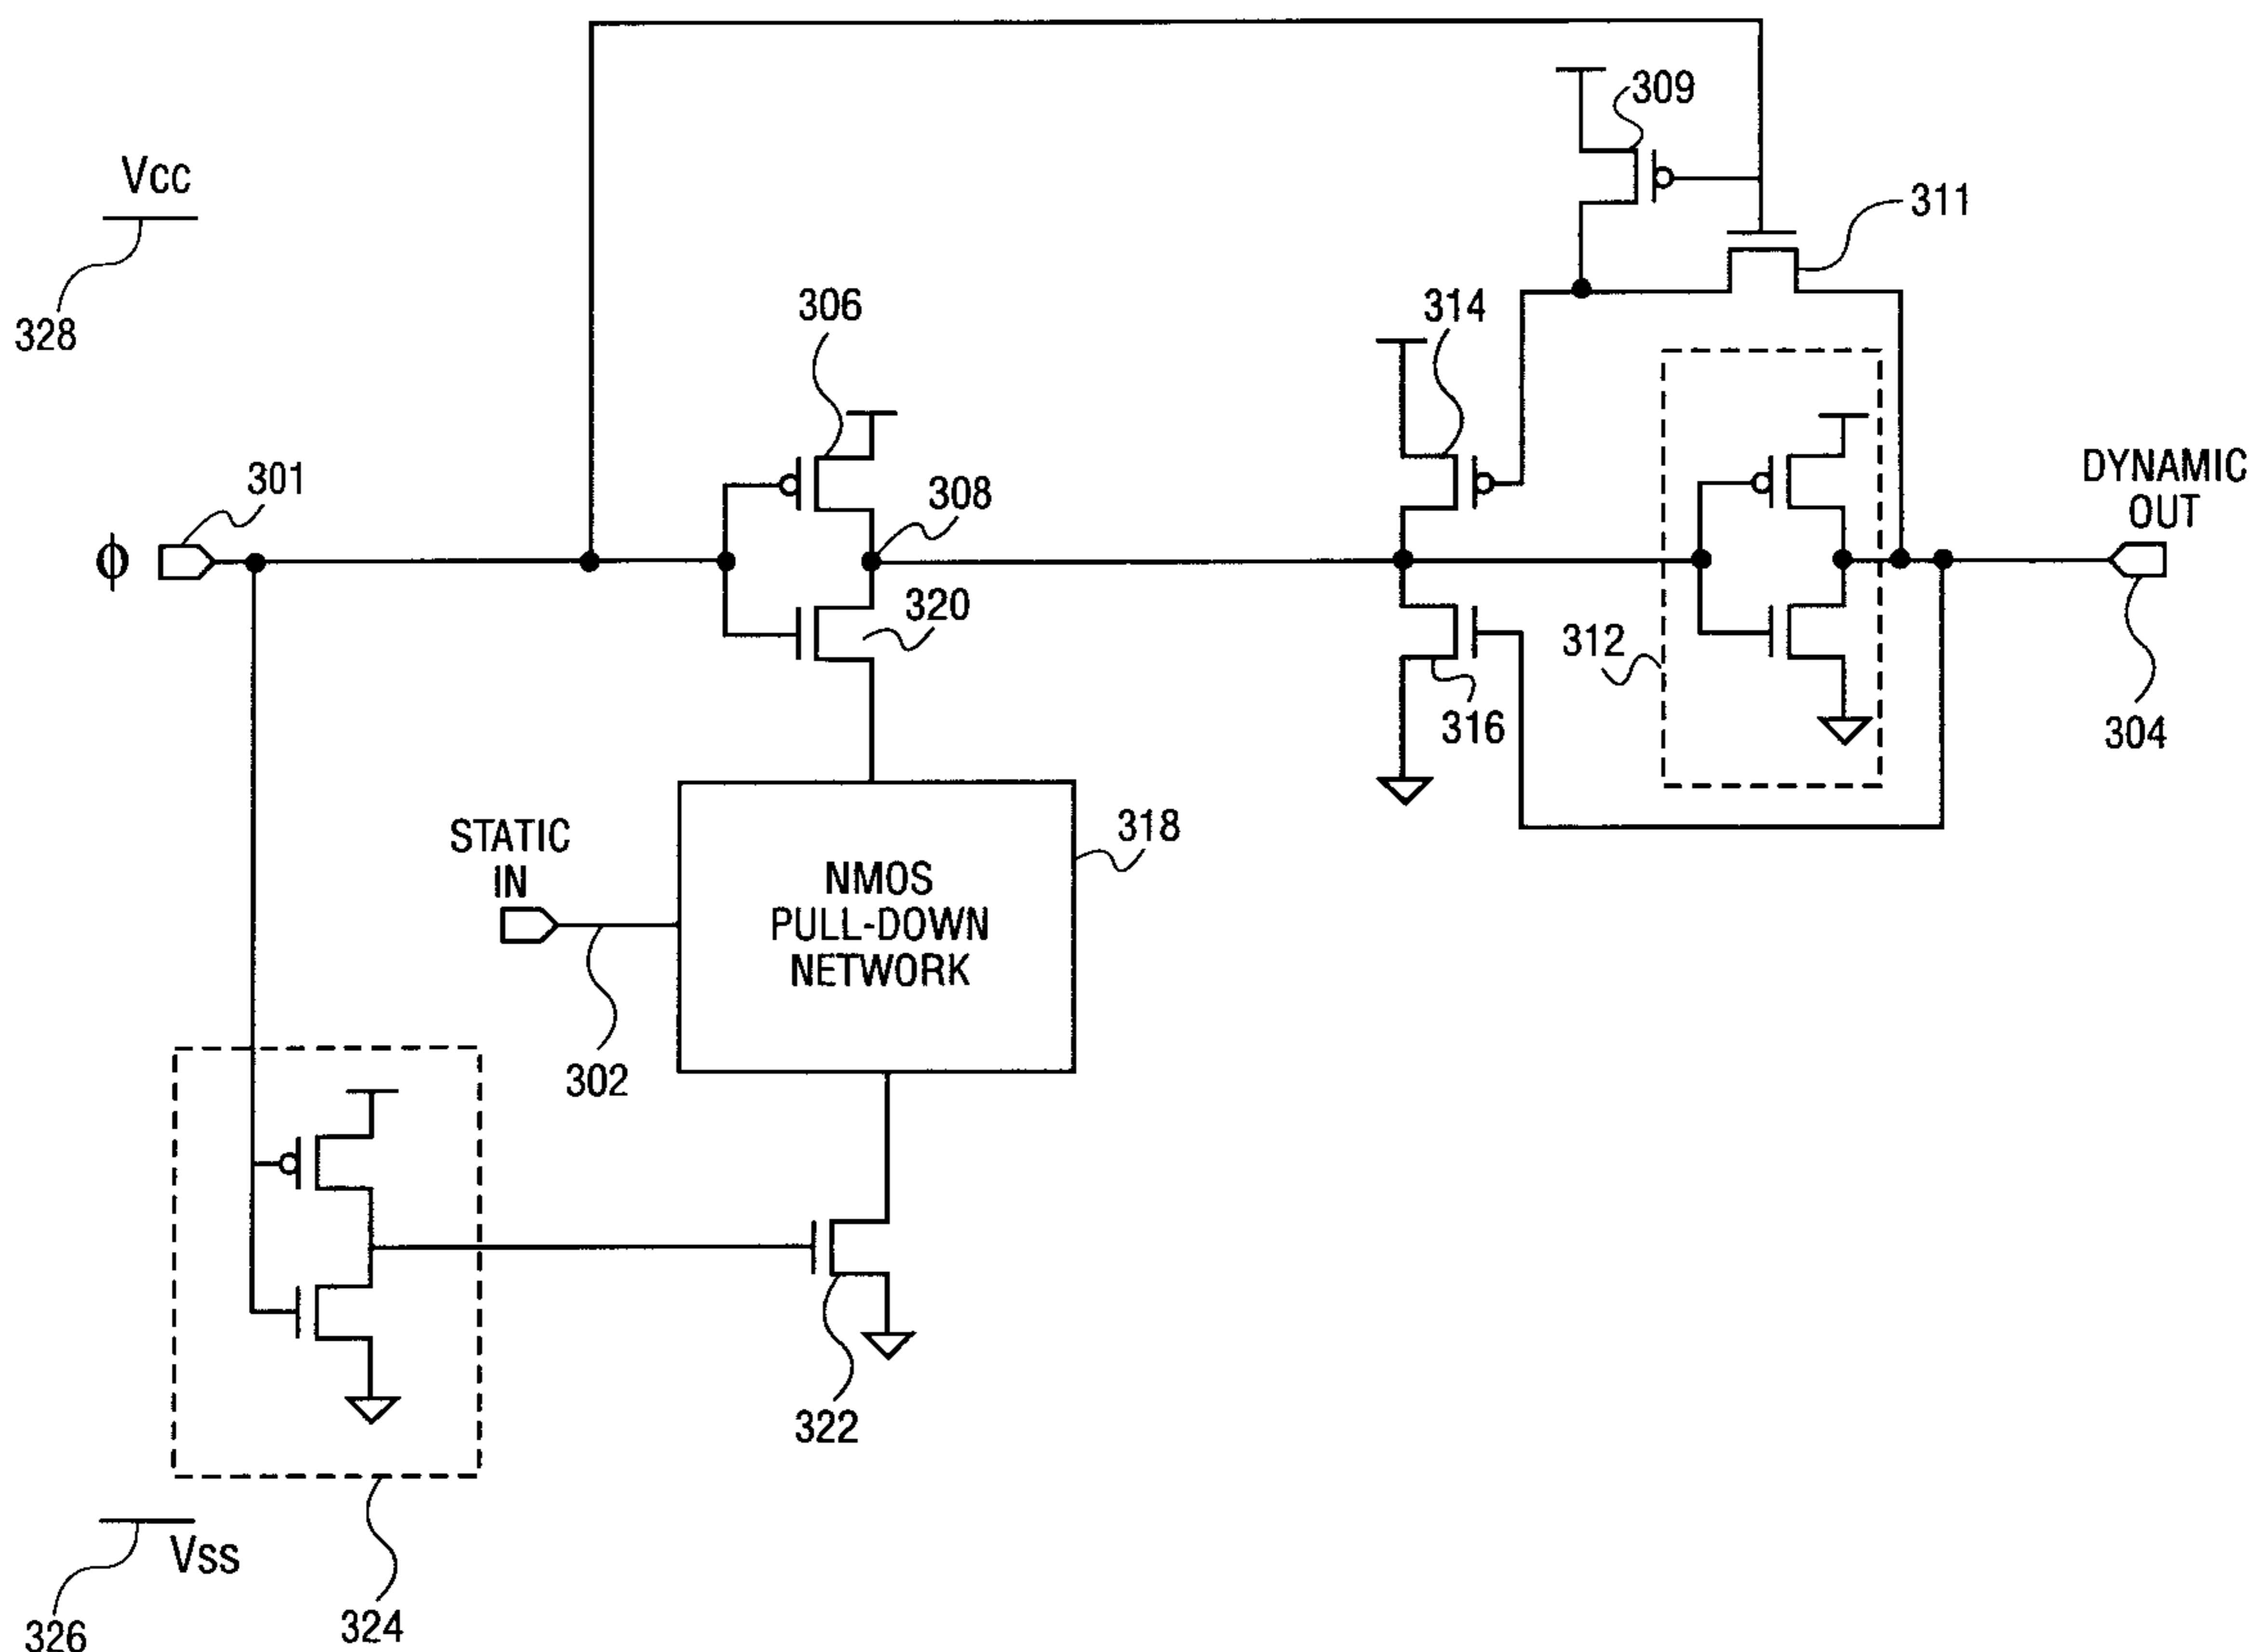 309
VCC
311
328
306
314
301
308
DYNAMIC
OUT
ϕ
320
312
316
304
STATIC
IN
318
NMOS
PULL-DOWN
NETWORK
302
322
VSS
326
324